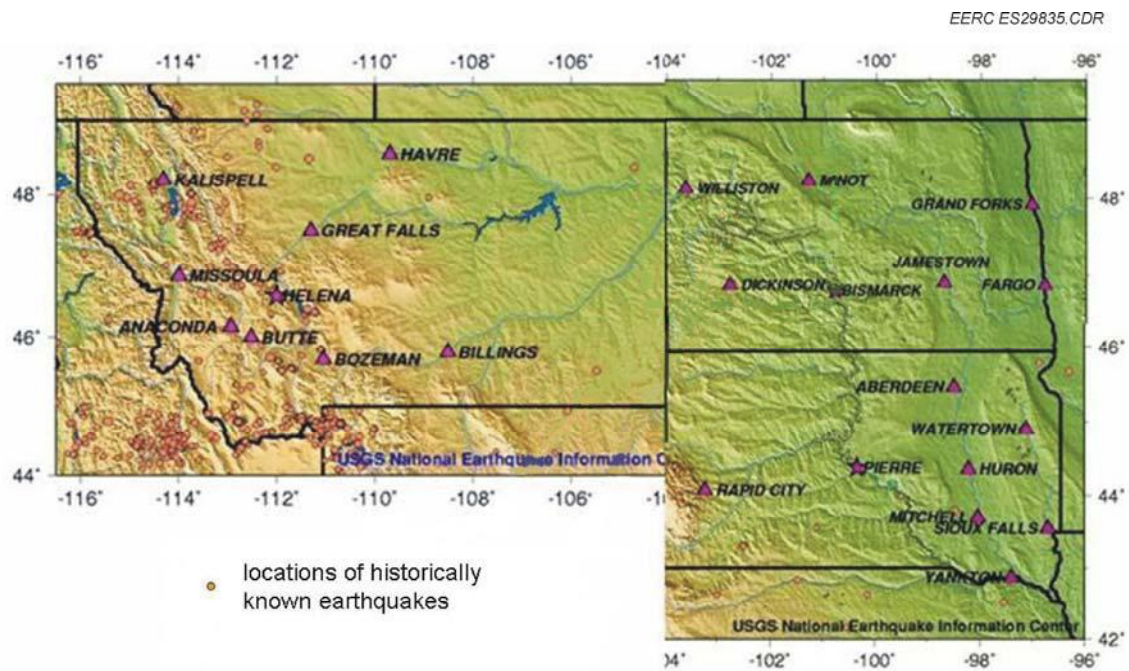 EERC ES29835.CDR
-116° -114° -112° -110° -108° -106° -104° -102° -100° -98° -96°
HAVRE
KALISPELL
48°
GREAT FALLS
MISSOULA
HELENA
ANACONDA
BUTTE
46°
BOZEMAN
BILLINGS
USGS National Earthquake Information C
44°
-116° -114° -112° -110° -108° -106° -104
WILLISTON
MINOT
48°
GRAND FORKS
JAMESTOWN
DICKINSON
BISMARCK
FARGO
46°
ABERDEEN
WATERTOWN
PIERRE
HURON
RAPID CITY
44°
MITCHELL
SIOUX FALLS
YANKTON
USGS National Earthquake Information Center
42°
04° -102° -100° -98° -96°
locations of historically
known earthquakes